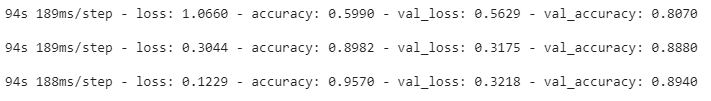 94s 189ms/step - loss: 1.0660 - accuracy: 0.5990 - val_loss: 0.5629 - val_accuracy: 0.8070
94s 189ms/step - loss: 0.3044 - accuracy: 0.8982 - val_loss: 0.3175 - val_accuracy: 0.8880
94s 188ms/step - loss: 0.1229 - accuracy: 0.9570 - val_loss: 0.3218 - val_accuracy: 0.8940